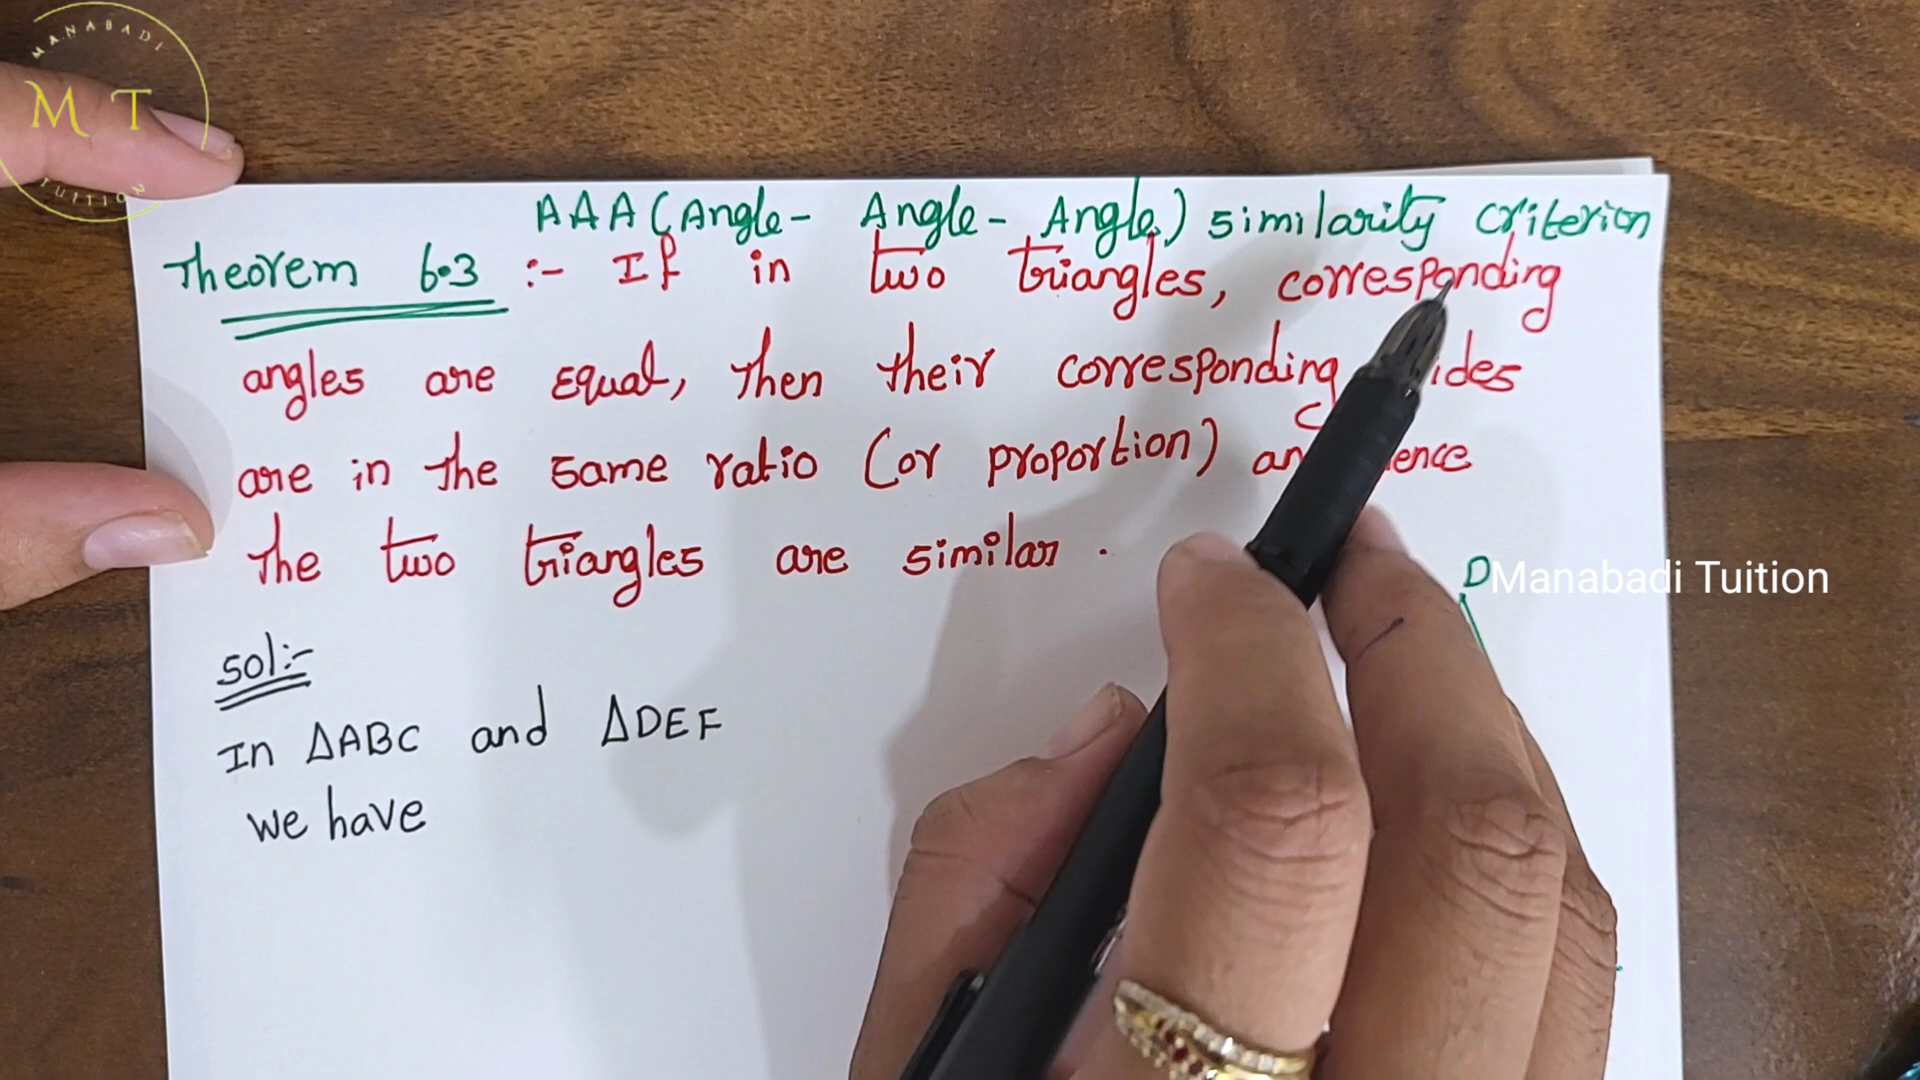 MANABADI
MT
TUITION
AAA (Angle - Angle - Angle) similarity criterion
Theorem 6.3 :- If in two triangles, corresponding
angles are Equal, Then their corresponding
are in the same ratio (or proportion)
the two triangles are similar.
D
Manabadi Tuition
Sol:-
In ΔABC and ΔDEF
we have